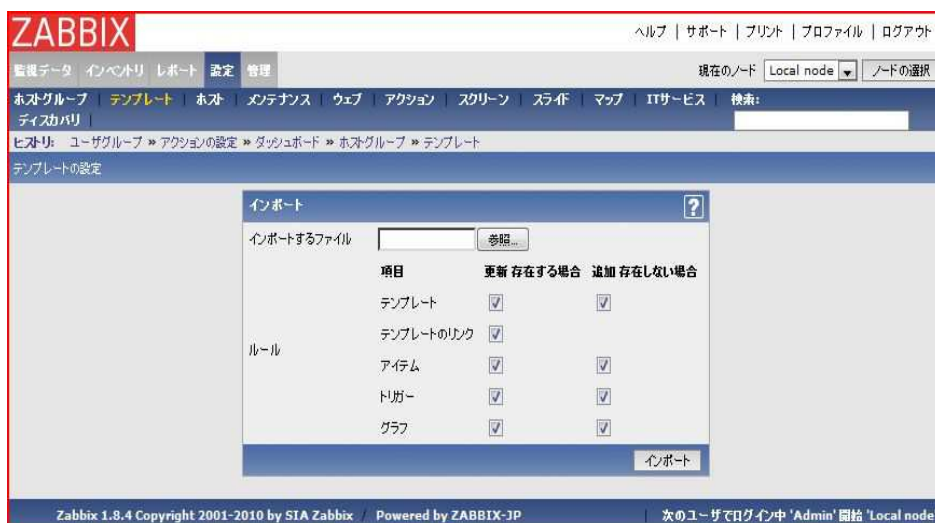 ZABBIX
ヘルプ | サポート | プリント | プロファイル | ログアウト
監視データ インベントリ レポート 設定 管理
現在のノード Local node ノードの選択
ホストグループ | テンプレート | ホスト | メンテナンス | ウェブ | アクション | スクリーン | スライド | マップ | ITサービス | 検索:
ディスカバリ |
ヒストリ: ユーザグループ » アクションの設定 » ダッシュボード » ホストグループ » テンプレート
テンプレートの設定
インポート ?
インポートするファイル 参照...
項目 更新 存在する場合 追加 存在しない場合
テンプレート
テンプレートのリンク
ルール
アイテム
トリガー
グラフ
インポート
Zabbix 1.8.4 Copyright 2001-2010 by SIA Zabbix / Powered by ZABBIX-JP
次のユーザでログイン中 'Admin' 開始 'Local node